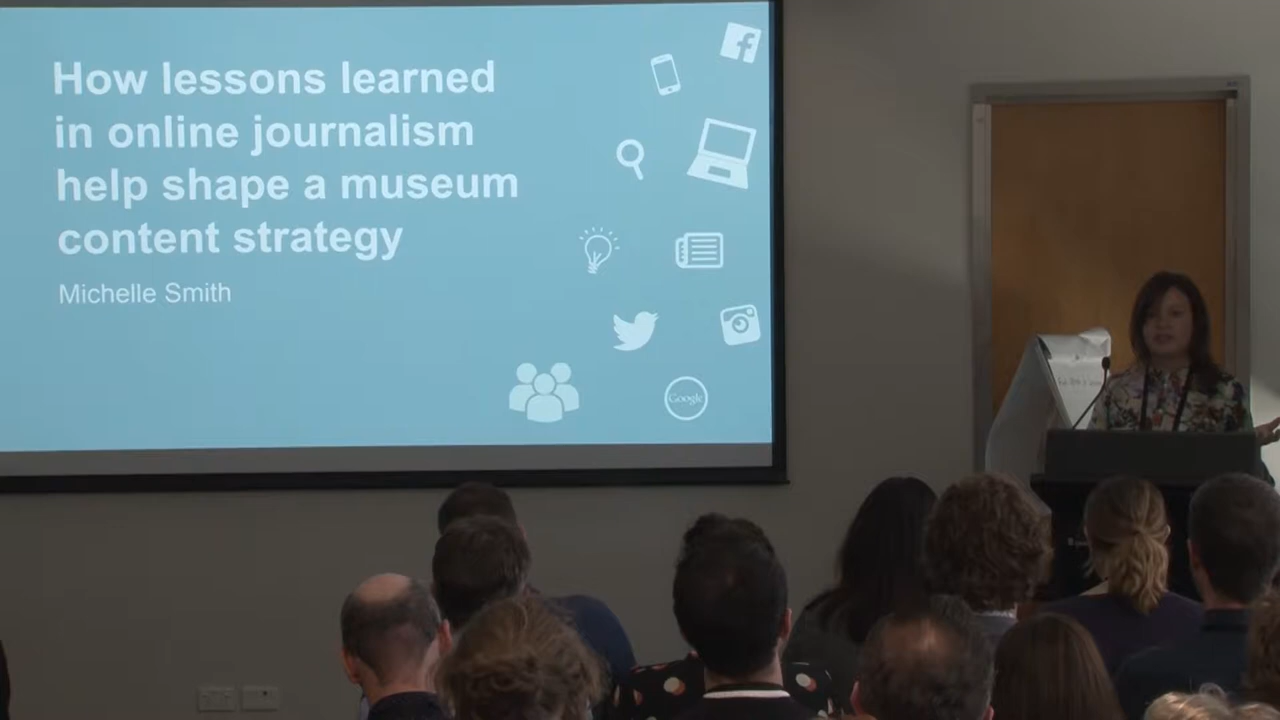 How lessons learned
in online journalism
help shape a museum
content strategy
Michelle Smith
Google